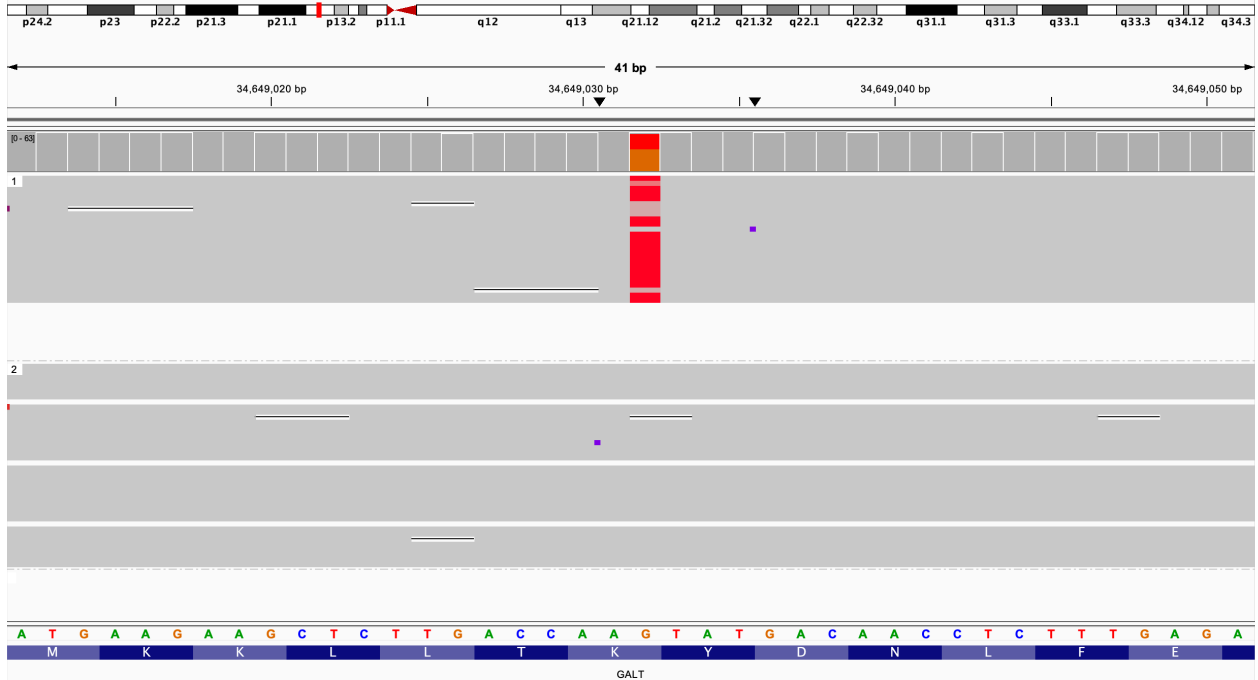 p24.2 p23 p22.2 p21.3 p21.1 p13.2 p11.1 q12 q13 q21.12 q21.2 q21.32 q22.1 q22.32 q31.1 q31.3 q33.1 q33.3 q34.12 q34.3
41 bp
34,649,020 bp 34,649,030 bp 34,649,040 bp 34,649,050 bp
[0 - 63]
1
2
A T G A A G A A G C T C T T G A C C A A G T A T G A C A A C C T C T T T G A G A
M K K L L T K Y D N L F E
GALT